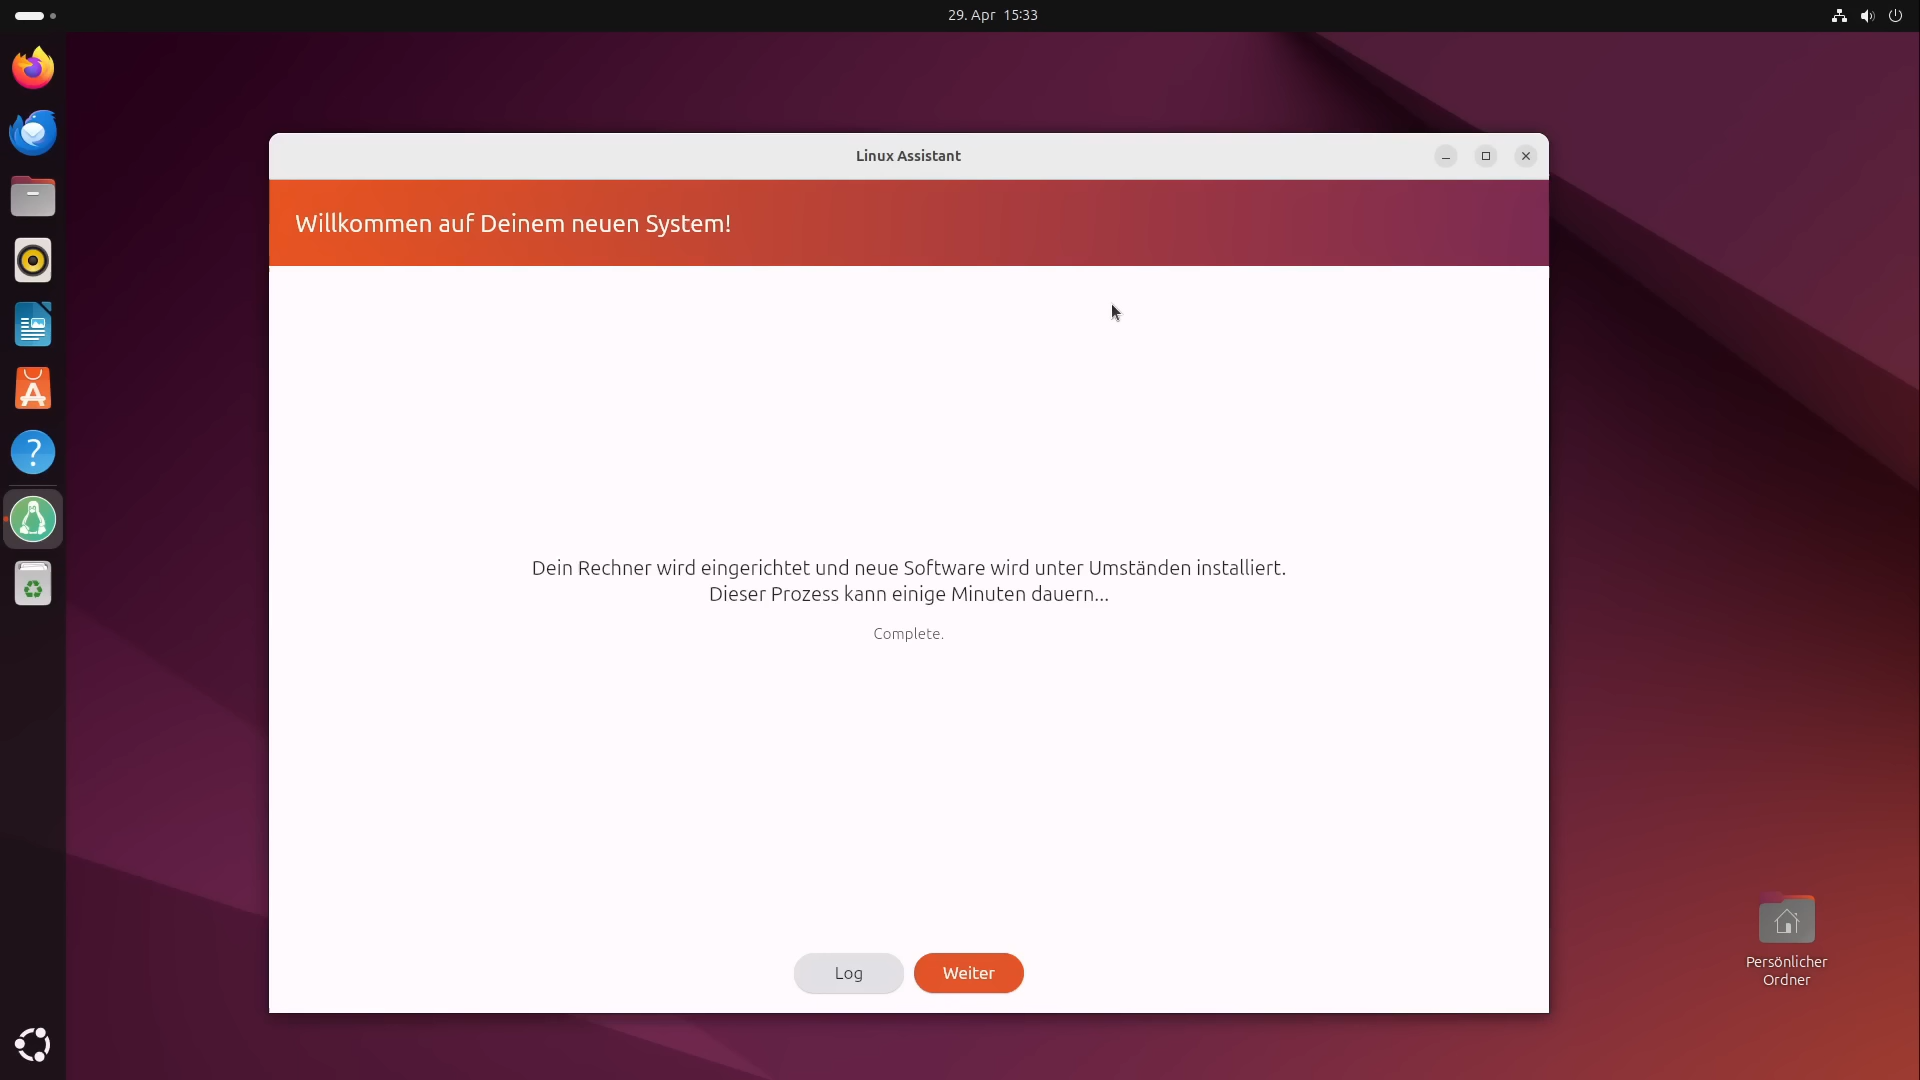 29. Apr 15:33
Linux Assistant
Willkommen auf Deinem neuen System!
Dein Rechner wird eingerichtet und neue Software wird unter Umständen installiert.
Dieser Prozess kann einige Minuten dauern...
Complete.
Log
Weiter
Persönlicher
Ordner